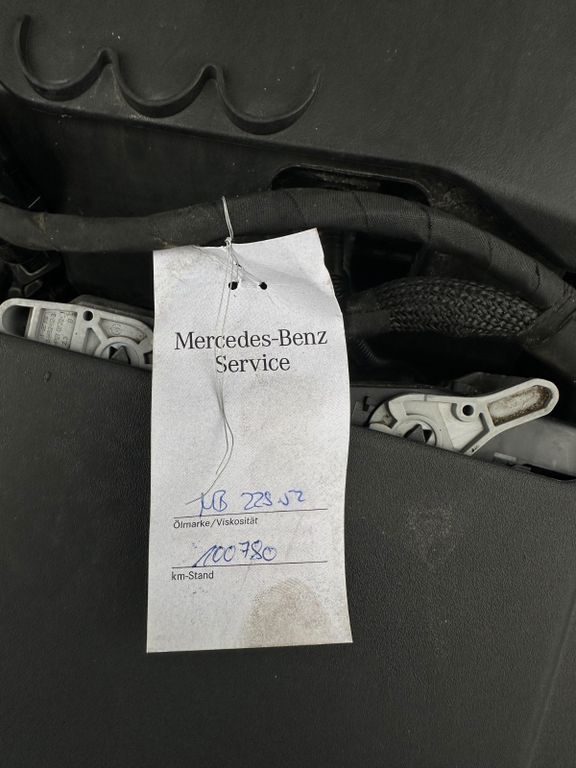 Mercedes-Benz
Service
MB 229.52
Ölmarke/Viskosität
100780
km-Stand